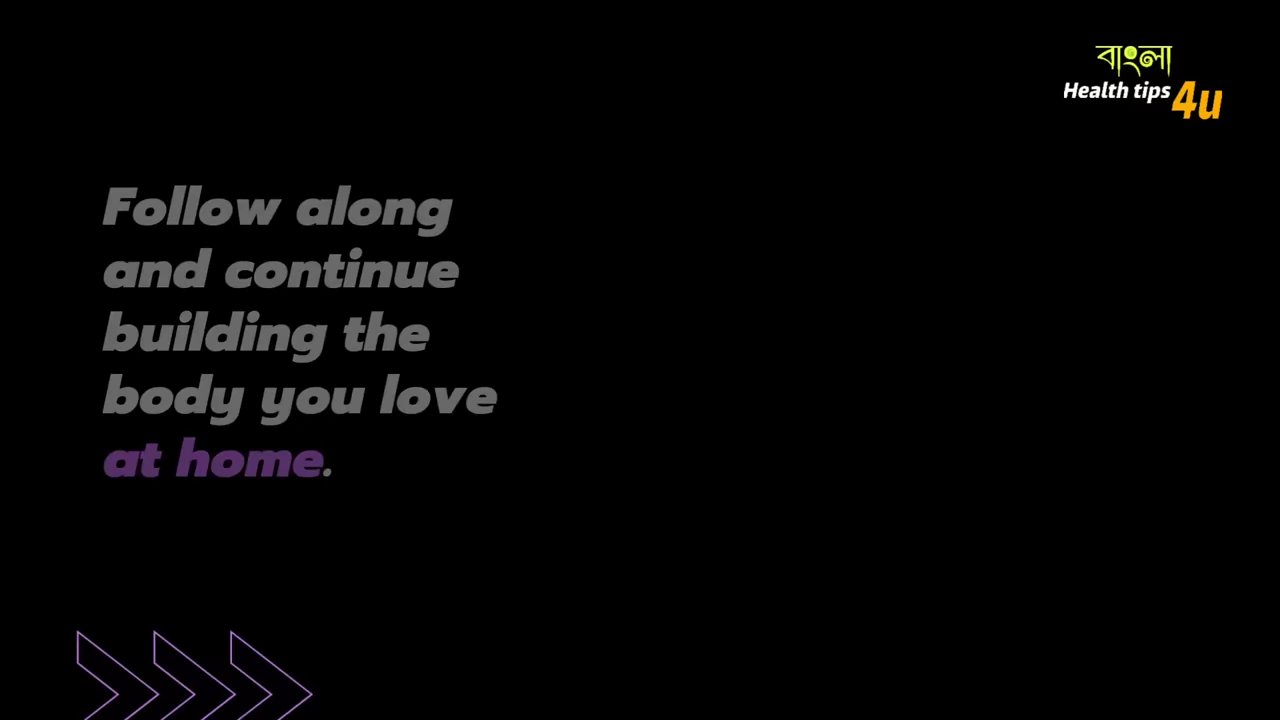 বাংলা
Health tips 4u
Follow along
and continue
building the
body you love
at home.